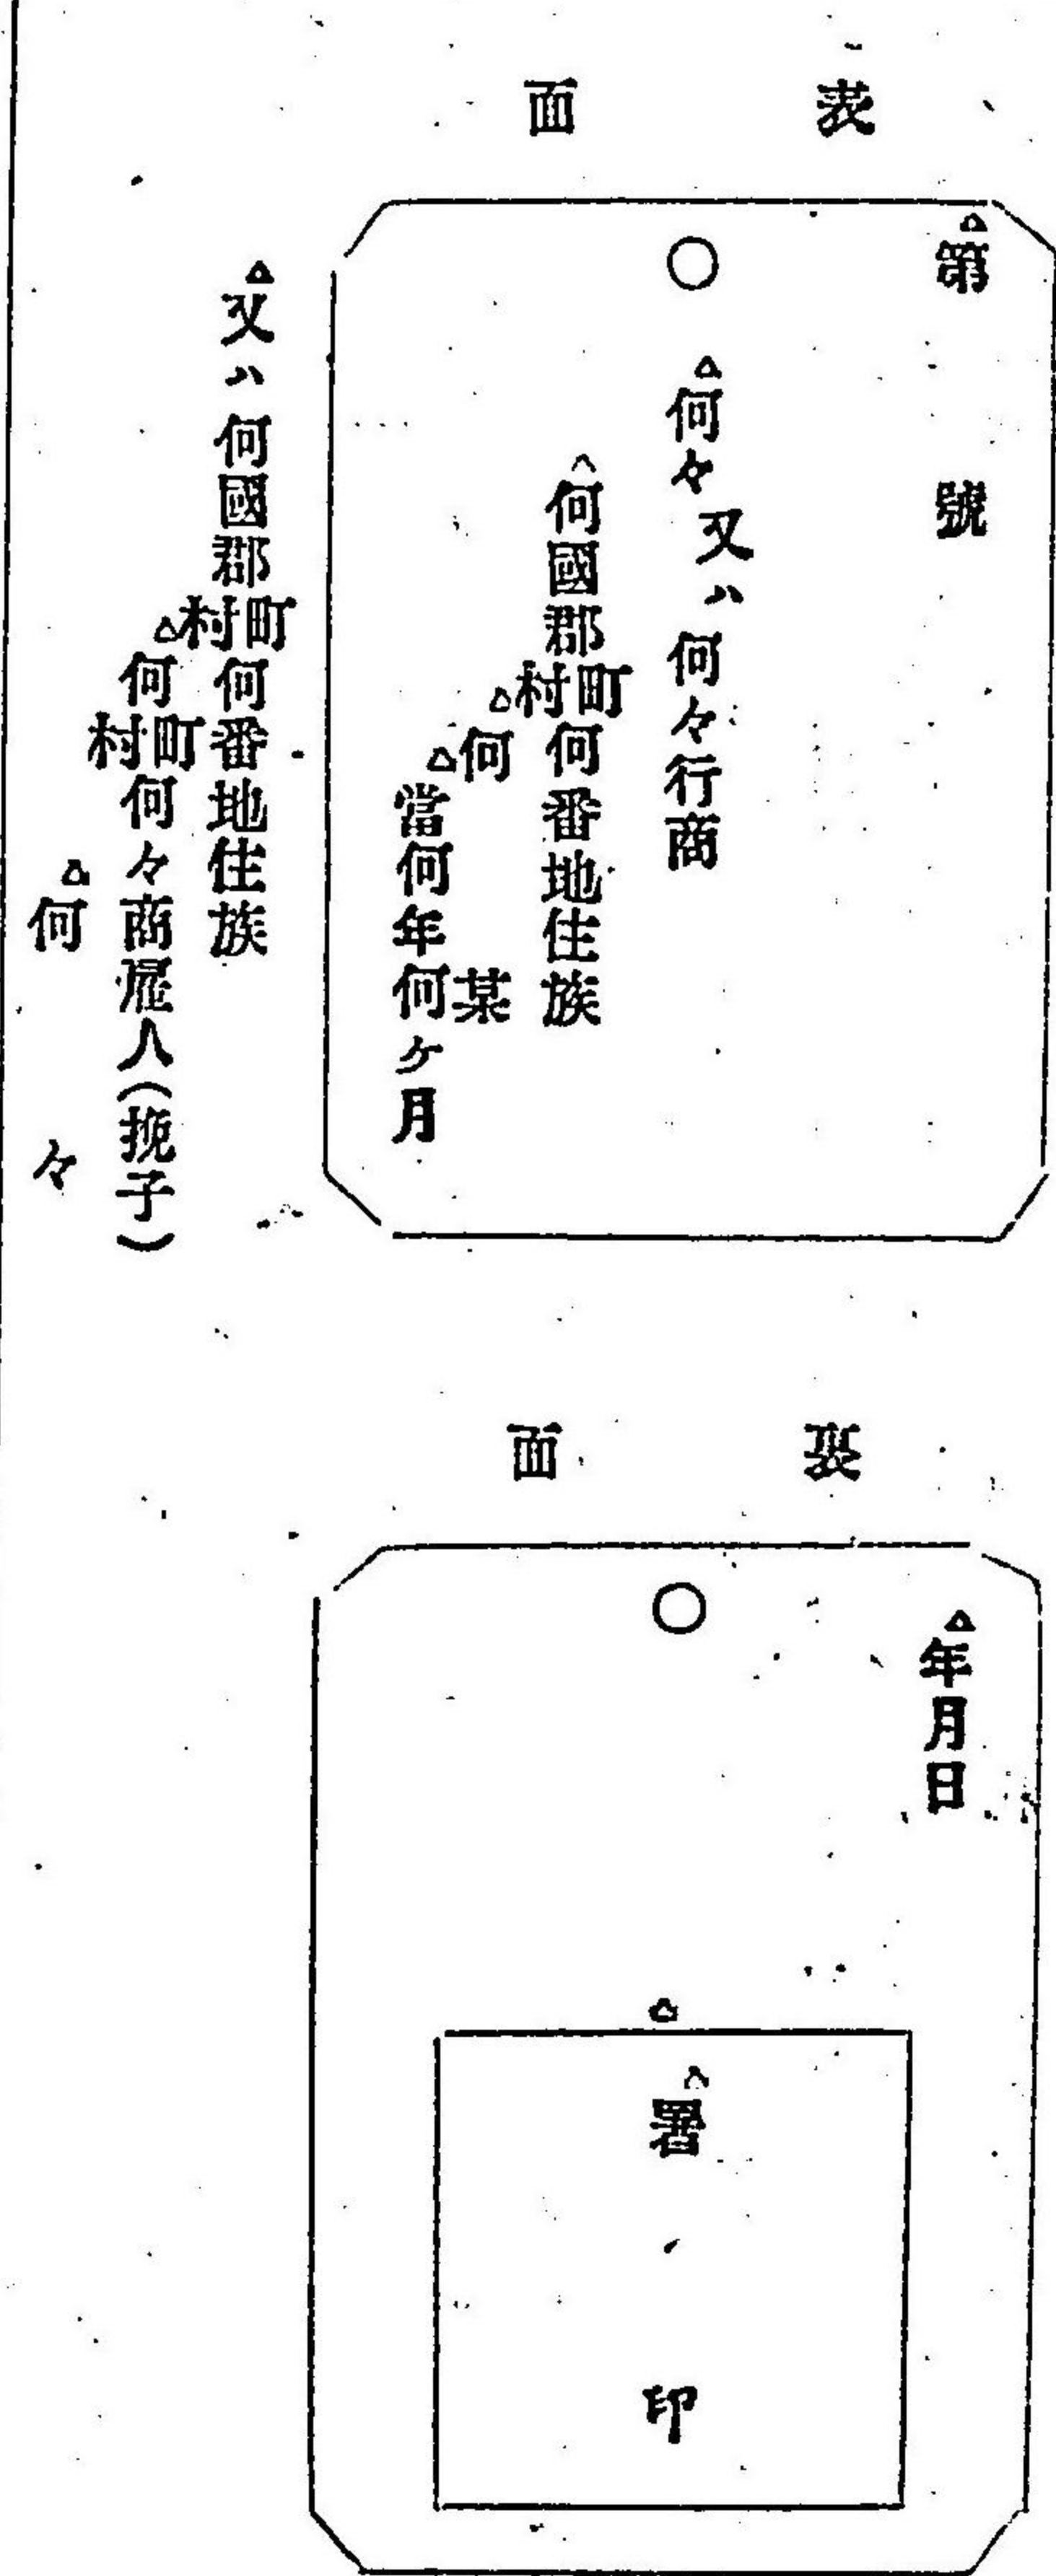 表面
△第號
△何々又ハ何々行商
△何國郡町村何番地住族
△何某
△當何年何ヶ月
△又ハ何國郡町村何番地住族
△何町村何々商雇人(挽子)
△何々
裏面
△年月日
△署印